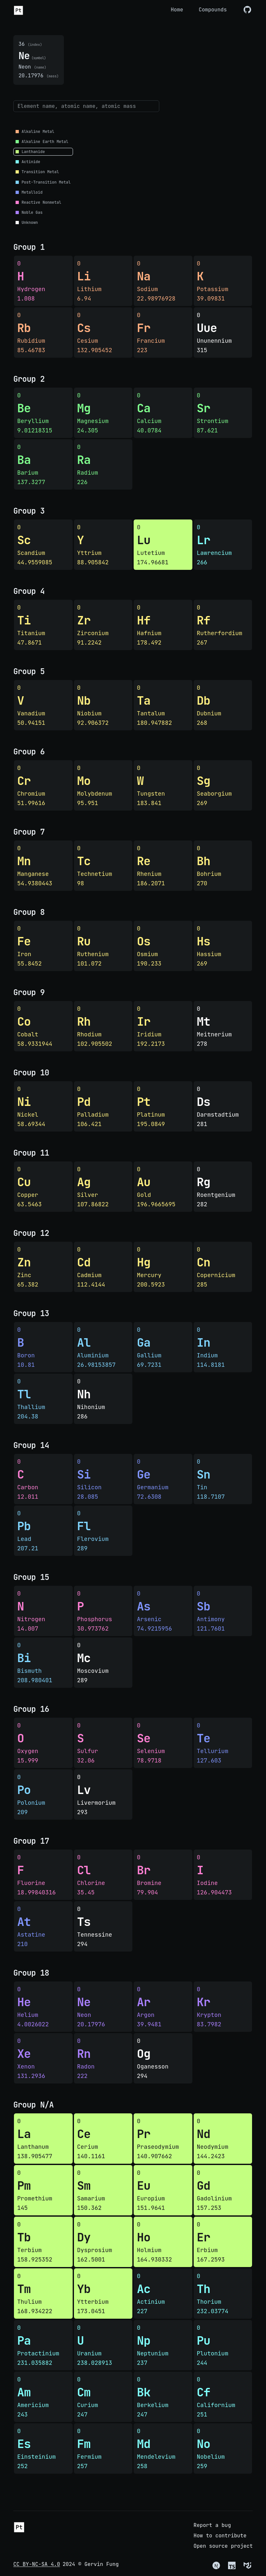 Pt
Home Compounds
36 (number)
Ne (symbol)
Neon (name)
20.17976 (mass)
Element name, atomic name, atomic mass
Alkaline Metal
Alkaline Earth Metal
Lanthanide
Actinide
Transition Metal
Post-Transition Metal
Metalloid
Reactive Nonmetal
Noble Gas
Unknown
Group 1
0 0 0 0
H Li Na K
Hydrogen Lithium Sodium Potassium
1.008 6.94 22.98976928 39.09831
0 0 0 0
Rb Cs Fr Uue
Rubidium Cesium Francium Ununennium
85.46783 132.905452 223 315
Group 2
0 0 0 0
Be Mg Ca Sr
Beryllium Magnesium Calcium Strontium
9.01218315 24.305 40.0784 87.621
0 0
Ba Ra
Barium Radium
137.3277 226
Group 3
0 0 0 0
Sc Y Lu Lr
Scandium Yttrium Lutetium Lawrencium
44.9559085 88.905842 174.96681 266
Group 4
0 0 0 0
Ti Zr Hf Rf
Titanium Zirconium Hafnium Rutherfordium
47.8671 91.2242 178.492 267
Group 5
0 0 0 0
V Nb Ta Db
Vanadium Niobium Tantalum Dubnium
50.94151 92.906372 180.947882 268
Group 6
0 0 0 0
Cr Mo W Sg
Chromium Molybdenum Tungsten Seaborgium
51.99616 95.951 183.841 269
Group 7
0 0 0 0
Mn Tc Re Bh
Manganese Technetium Rhenium Bohrium
54.9380443 98 186.2071 270
Group 8
0 0 0 0
Fe Ru Os Hs
Iron Ruthenium Osmium Hassium
55.8452 101.072 190.233 269
Group 9
0 0 0 0
Co Rh Ir Mt
Cobalt Rhodium Iridium Meitnerium
58.9331944 102.905502 192.2173 278
Group 10
0 0 0 0
Ni Pd Pt Ds
Nickel Palladium Platinum Darmstadtium
58.69344 106.421 195.0849 281
Group 11
0 0 0 0
Cu Ag Au Rg
Copper Silver Gold Roentgenium
63.5463 107.86822 196.9665695 282
Group 12
0 0 0 0
Zn Cd Hg Cn
Zinc Cadmium Mercury Copernicium
65.382 112.4144 200.5923 285
Group 13
0 0 0 0
B Al Ga In
Boron Aluminium Gallium Indium
10.81 26.98153857 69.7231 114.8181
0 0
Tl Nh
Thallium Nihonium
204.38 286
Group 14
0 0 0 0
C Si Ge Sn
Carbon Silicon Germanium Tin
12.011 28.085 72.6308 118.7107
0 0
Pb Fl
Lead Flerovium
207.21 289
Group 15
0 0 0 0
N P As Sb
Nitrogen Phosphorus Arsenic Antimony
14.007 30.973762 74.9215956 121.7601
0 0
Bi Mc
Bismuth Moscovium
208.980401 289
Group 16
0 0 0 0
O S Se Te
Oxygen Sulfur Selenium Tellurium
15.999 32.06 78.9718 127.603
0 0
Po Lv
Polonium Livermorium
209 293
Group 17
0 0 0 0
F Cl Br I
Fluorine Chlorine Bromine Iodine
18.99840316 35.45 79.904 126.904473
0 0
At Ts
Astatine Tennessine
210 294
Group 18
0 0 0 0
He Ne Ar Kr
Helium Neon Argon Krypton
4.0026022 20.17976 39.9481 83.7982
0 0 0
Xe Rn Og
Xenon Radon Oganesson
131.2936 222 294
Group N/A
0 0 0 0
La Ce Pr Nd
Lanthanum Cerium Praseodymium Neodymium
138.905477 140.1161 140.907662 144.2423
0 0 0 0
Pm Sm Eu Gd
Promethium Samarium Europium Gadolinium
145 150.362 151.9641 157.253
0 0 0 0
Tb Dy Ho Er
Terbium Dysprosium Holmium Erbium
158.925352 162.5001 164.930332 167.2593
0 0 0 0
Tm Yb Ac Th
Thulium Ytterbium Actinium Thorium
168.934222 173.0451 227 232.03774
0 0 0 0
Pa U Np Pu
Protactinium Uranium Neptunium Plutonium
231.035882 238.028913 237 244
0 0 0 0
Am Cm Bk Cf
Americium Curium Berkelium Californium
243 247 247 251
0 0 0 0
Es Fm Md No
Einsteinium Fermium Mendelevium Nobelium
252 257 258 259
Pt
Report a bug
How to contribute
Open source project
CC BY-NC-SA 4.0 2024 © Gervin Fung
N TS